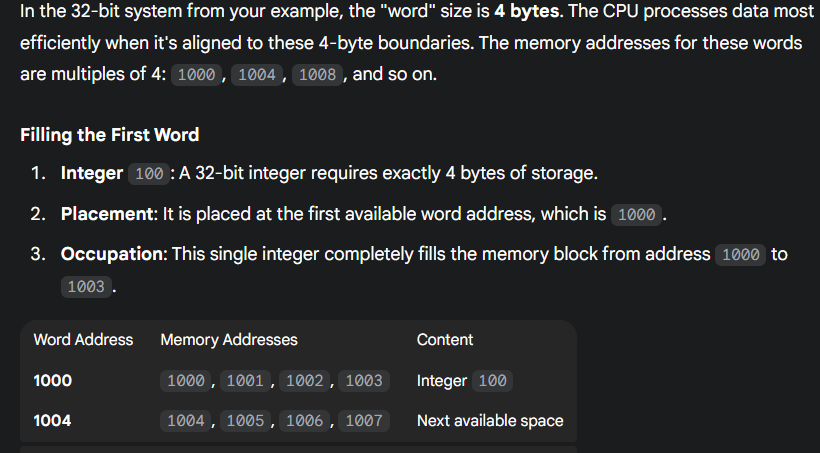 In the 32-bit system from your example, the "word" size is 4 bytes. The CPU processes data most
efficiently when it's aligned to these 4-byte boundaries. The memory addresses for these words
are multiples of 4: 1000, 1004, 1008, and so on.
Filling the First Word
1. Integer 100: A 32-bit integer requires exactly 4 bytes of storage.
2. Placement: It is placed at the first available word address, which is 1000.
3. Occupation: This single integer completely fills the memory block from address 1000 to
1003.
Word Address Memory Addresses Content
1000 1000, 1001, 1002, 1003 Integer 100
1004 1004, 1005, 1006, 1007 Next available space